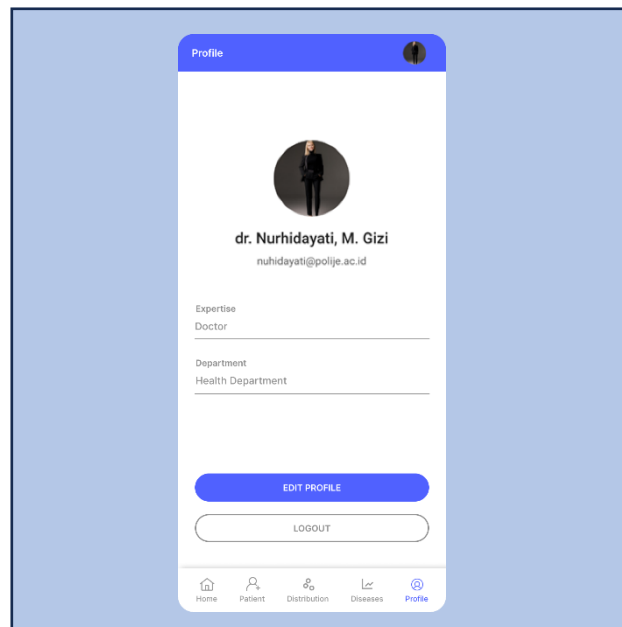 Profile
dr. Nurhidayati, M. Gizi
nuhidayati@polije.ac.id
Expertise
Doctor
Department
Health Department
EDIT PROFILE
LOGOUT
Home Patient Distribution Diseases Profile